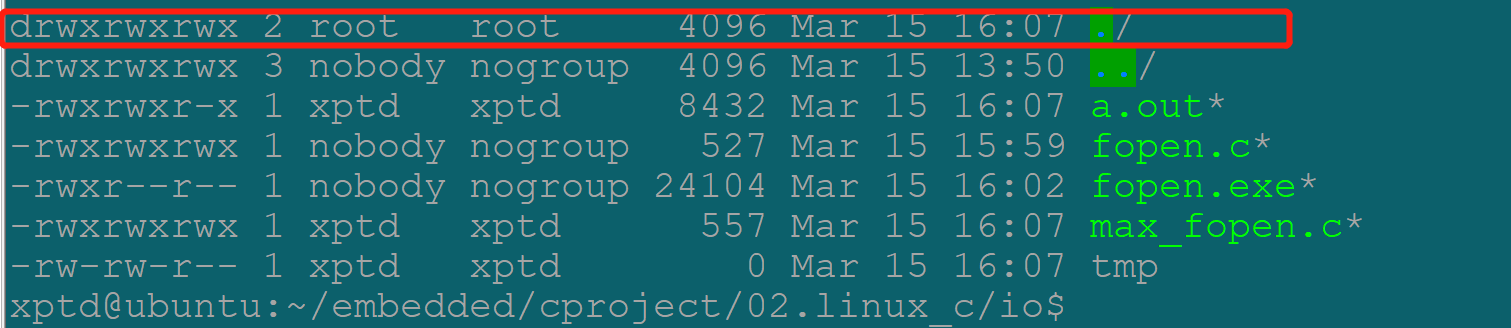 drwxrwxrwx 2 root   root     4096 Mar 15 16:07 ./
drwxrwxrwx 3 nobody nogroup  4096 Mar 15 13:50 ../
-rwxrwxr-x 1 xptd   xptd     8432 Mar 15 16:07 a.out*
-rwxrwxrwx 1 nobody nogroup   527 Mar 15 15:59 fopen.c*
-rwxr--r-- 1 nobody nogroup 24104 Mar 15 16:02 fopen.exe*
-rwxrwxrwx 1 xptd   xptd      557 Mar 15 16:07 max_fopen.c*
-rw-rw-r-- 1 xptd   xptd        0 Mar 15 16:07 tmp
xptd@ubuntu:~/embedded/cproject/02.linux_c/io$